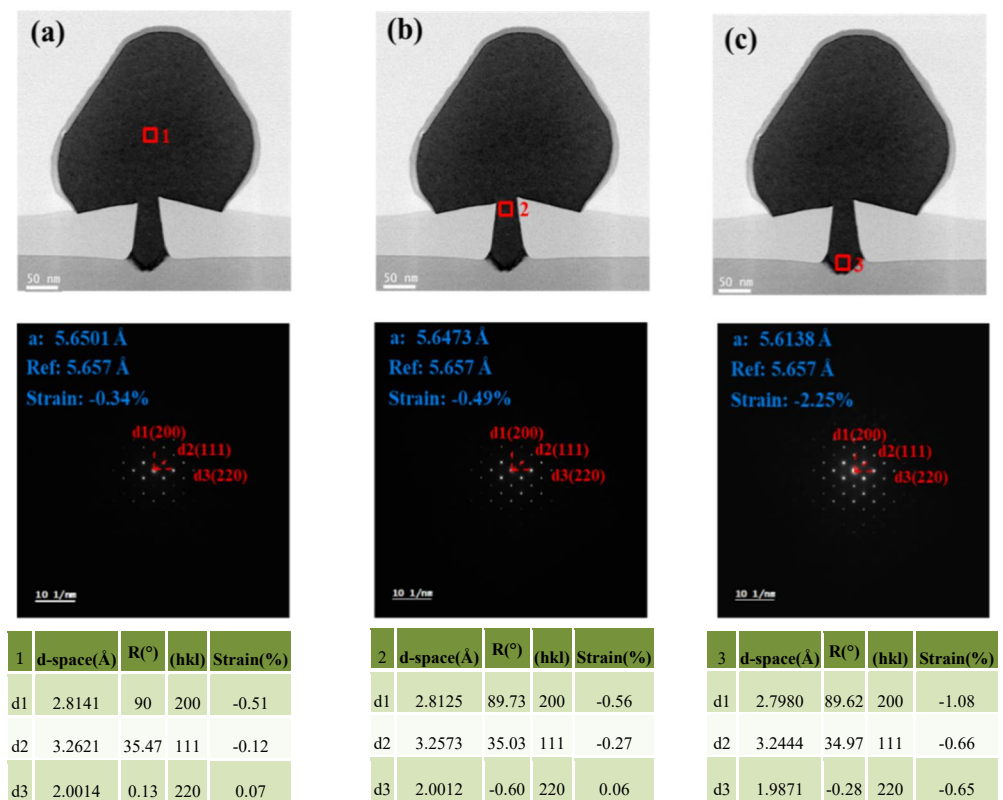 (a)
1
50 nm
(b)
2
50 nm
(c)
3
50 nm
a: 5.6501 Å
Ref: 5.657 Å
Strain: -0.34%
d1(200)
d2(111)
d3(220)
10 1/nm
a: 5.6473 Å
Ref: 5.657 Å
Strain: -0.49%
d1(200)
d2(111)
d3(220)
10 1/nm
a: 5.6138 Å
Ref: 5.657 Å
Strain: -2.25%
d1(200)
d2(111)
d3(220)
10 1/nm
1 d-space(Å) R(°) (hkl) Strain(%)
d1 2.8141 90 200 -0.51
d2 3.2621 35.47 111 -0.12
d3 2.0014 0.13 220 0.07
2 d-space(Å) R(°) (hkl) Strain(%)
d1 2.8125 89.73 200 -0.56
d2 3.2573 35.03 111 -0.27
d3 2.0012 -0.60 220 0.06
3 d-space(Å) R(°) (hkl) Strain(%)
d1 2.7980 89.62 200 -1.08
d2 3.2444 34.97 111 -0.66
d3 1.9871 -0.28 220 -0.65